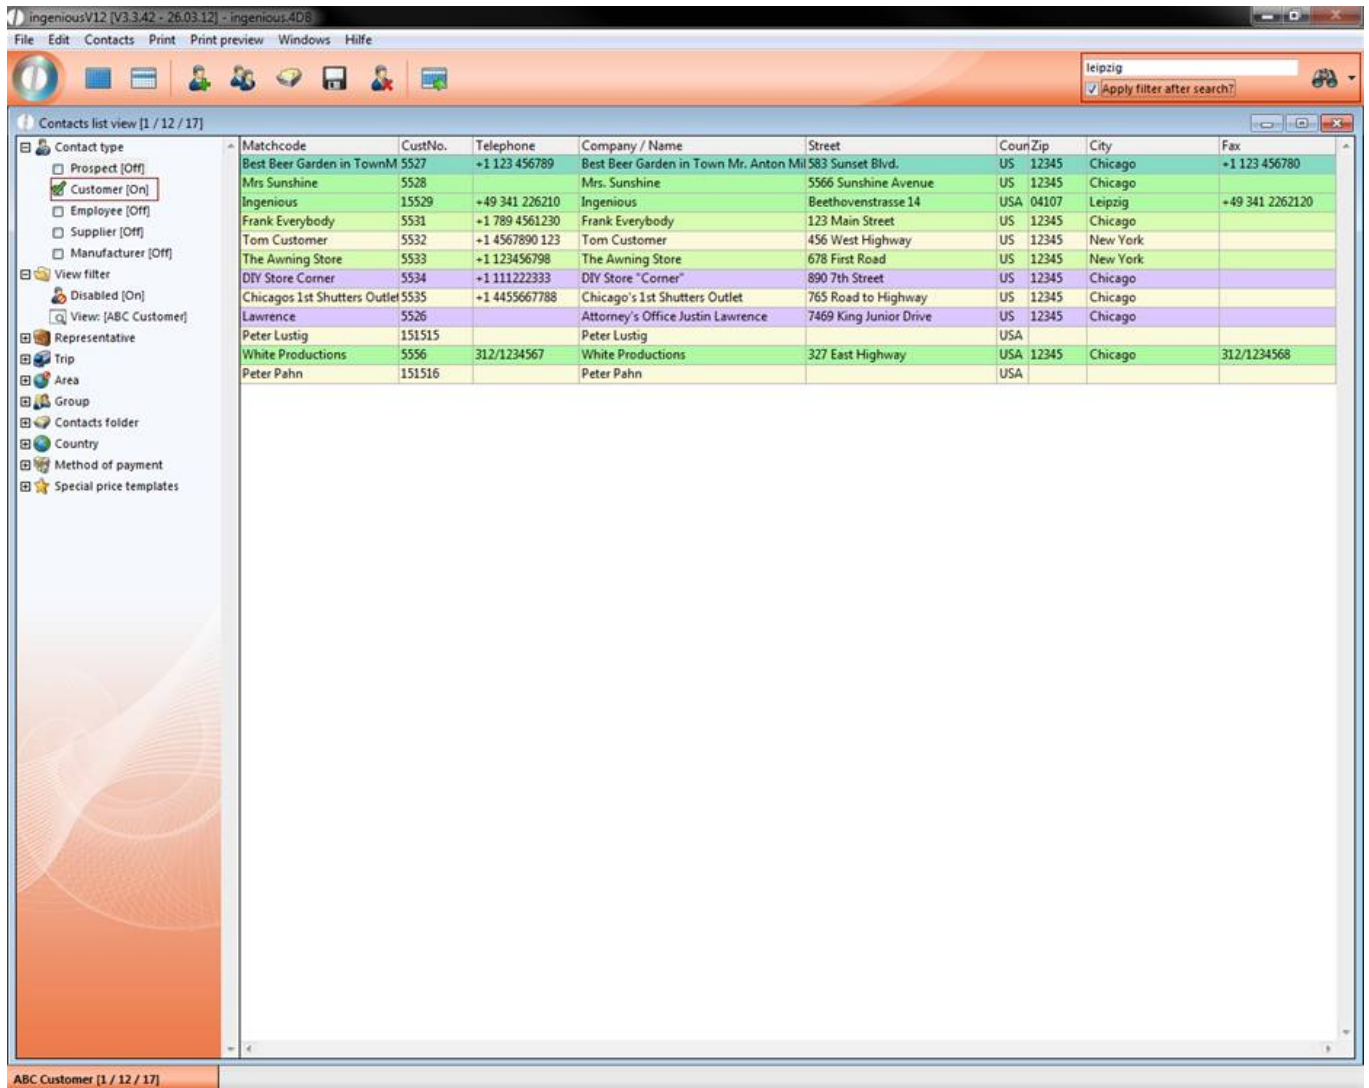 ingeniousV12 [V3.3.42 - 26.03.12] - ingenious.4DB
File Edit Contacts Print Print preview Windows Hilfe
leipzig
Apply filter after search?
Contacts list view [1 / 12 / 17]
Contact type
Prospect [Off]
Customer [On]
Employee [Off]
Supplier [Off]
Manufacturer [Off]
View filter
Disabled [On]
View: [ABC Customer]
Representative
Trip
Area
Group
Contacts folder
Country
Method of payment
Special price templates
Matchcode CustNo. Telephone Company / Name Street Coun Zip City Fax
Best Beer Garden in TownM 5527 +1 123 456789 Best Beer Garden in Town Mr. Anton Mil 583 Sunset Blvd. US 12345 Chicago +1 123 456780
Mrs Sunshine 5528 Mrs. Sunshine 5566 Sunshine Avenue US 12345 Chicago
Ingenious 15529 +49 341 226210 Ingenious Beethovenstrasse 14 USA 04107 Leipzig +49 341 2262120
Frank Everybody 5531 +1 789 4561230 Frank Everybody 123 Main Street US 12345 Chicago
Tom Customer 5532 +1 4567890 123 Tom Customer 456 West Highway US 12345 New York
The Awning Store 5533 +1 123456798 The Awning Store 678 First Road US 12345 New York
DIY Store Corner 5534 +1 111222333 DIY Store "Corner" 890 7th Street US 12345 Chicago
Chicagos 1st Shutters Outlet 5535 +1 4455667788 Chicago's 1st Shutters Outlet 765 Road to Highway US 12345 Chicago
Lawrence 5526 Attorney's Office Justin Lawrence 7469 King Junior Drive US 12345 Chicago
Peter Lustig 151515 Peter Lustig USA
White Productions 5556 312/1234567 White Productions 327 East Highway USA 12345 Chicago 312/1234568
Peter Pahn 151516 Peter Pahn USA
ABC Customer [1 / 12 / 17]